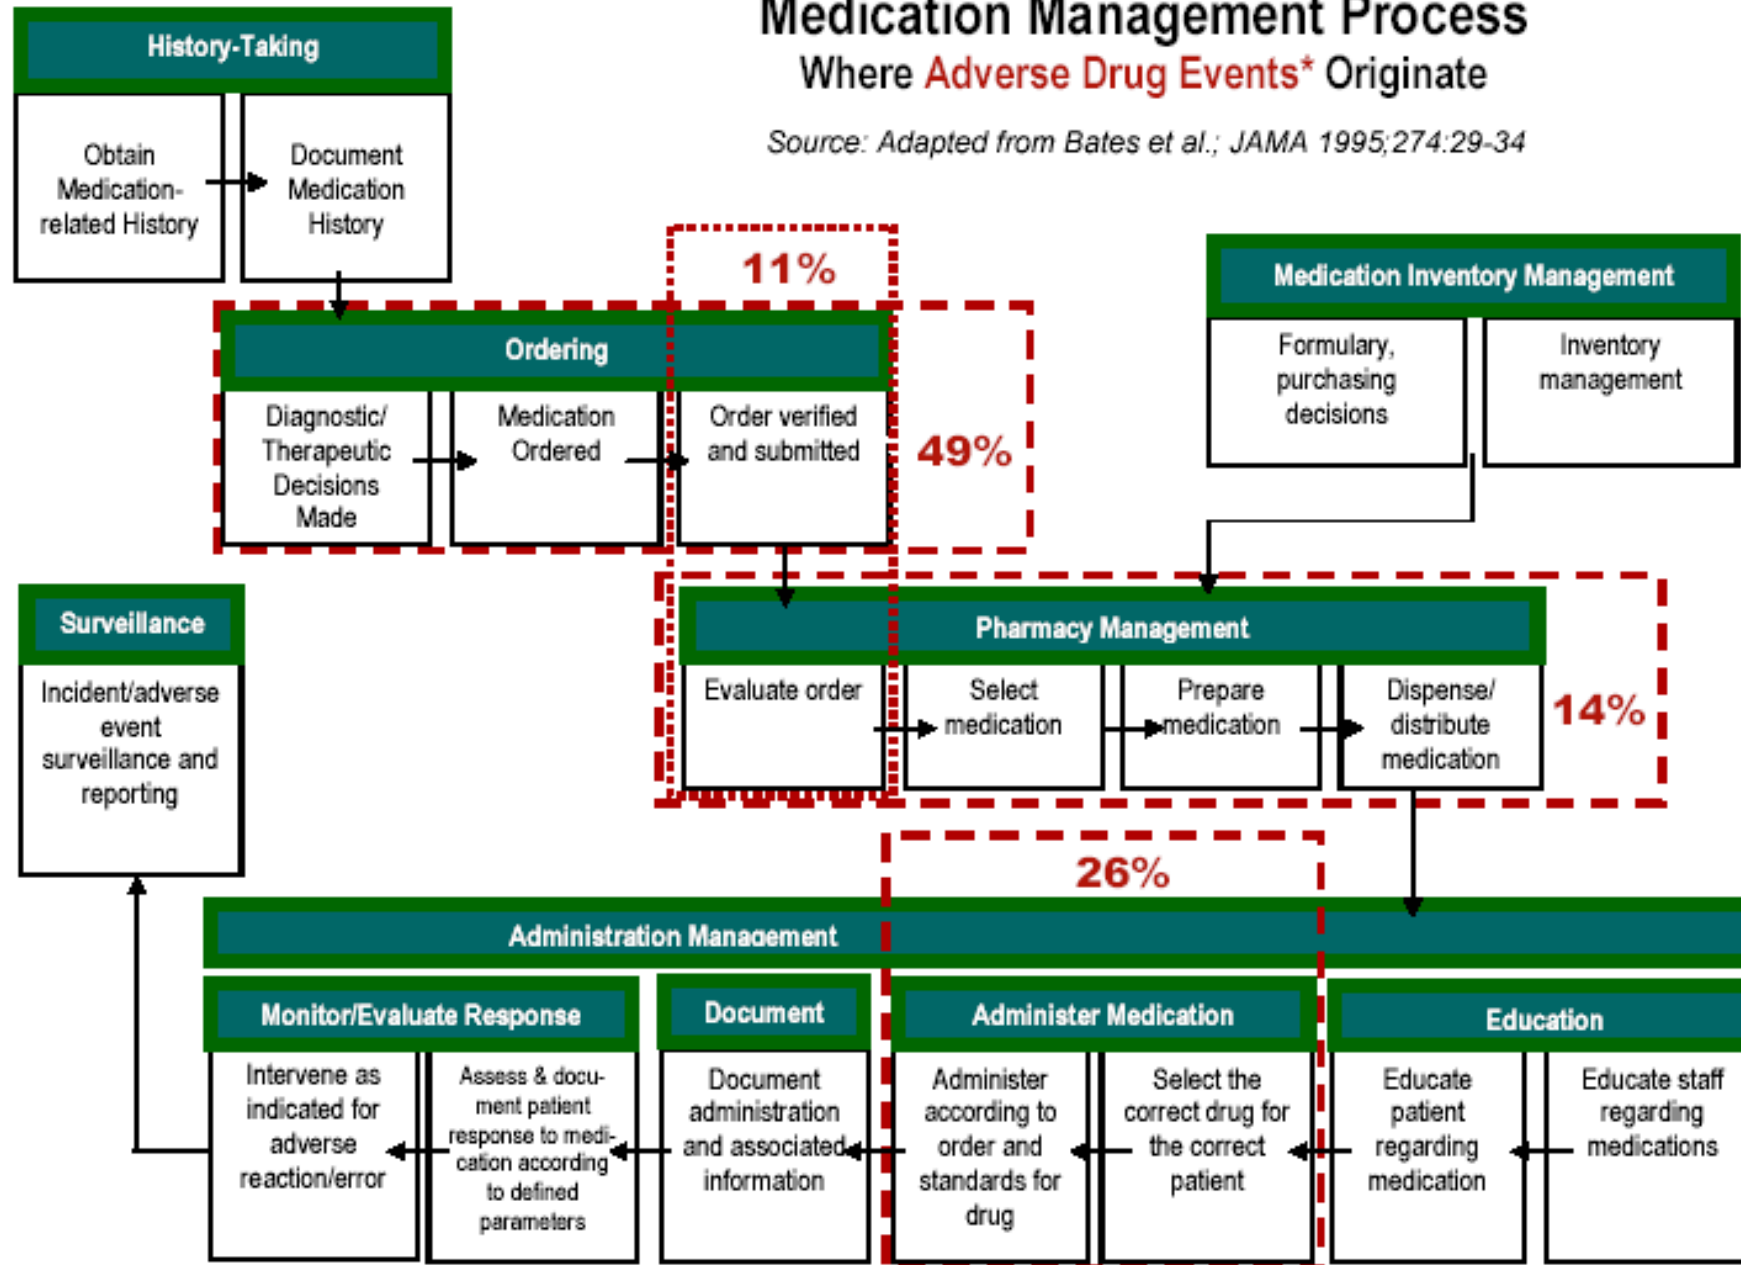 Medication Management Process
Where Adverse Drug Events* Originate
Source: Adapted from Bates et al.; JAMA 1995;274:29-34
History-Taking
Obtain
Medication-
related History
Document
Medication
History
11%
Ordering
Diagnostic/
Therapeutic
Decisions
Made
Medication
Ordered
Order verified
and submitted
49%
Medication Inventory Management
Formulary,
purchasing
decisions
Inventory
management
Surveillance
Incident/adverse
event
surveillance and
reporting
Pharmacy Management
Evaluate order
Select
medication
Prepare
medication
Dispense/
distribute
medication
14%
26%
Administration Management
Monitor/Evaluate Response
Intervene as
indicated for
adverse
reaction/error
Assess & docu-
ment patient
response to medi-
cation according
to defined
parameters
Document
Document
administration
and associated
information
Administer Medication
Administer
according to
order and
standards for
drug
Select the
correct drug for
the correct
patient
Education
Educate
patient
regarding
medication
Educate staff
regarding
medications